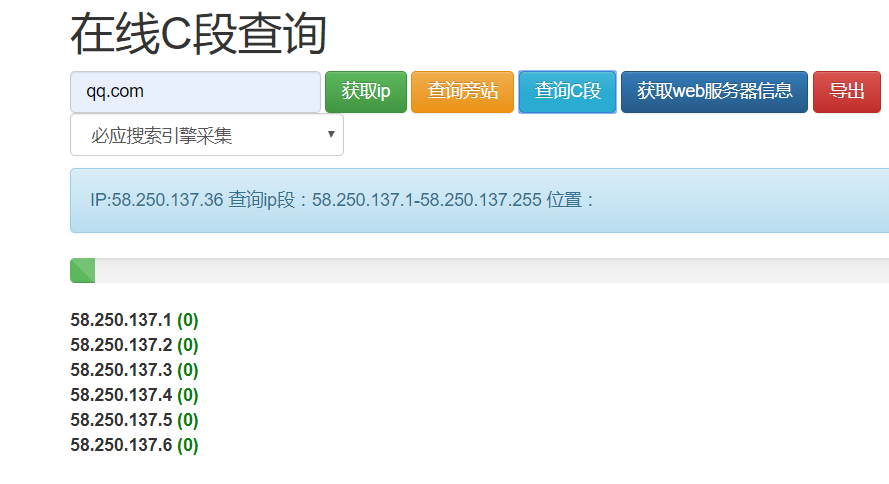 在线C段查询
qq.com 获取ip 查询旁站 查询C段 获取web服务器信息 导出
必应搜索引擎采集
IP:58.250.137.36 查询ip段：58.250.137.1-58.250.137.255 位置：
58.250.137.1 (0)
58.250.137.2 (0)
58.250.137.3 (0)
58.250.137.4 (0)
58.250.137.5 (0)
58.250.137.6 (0)